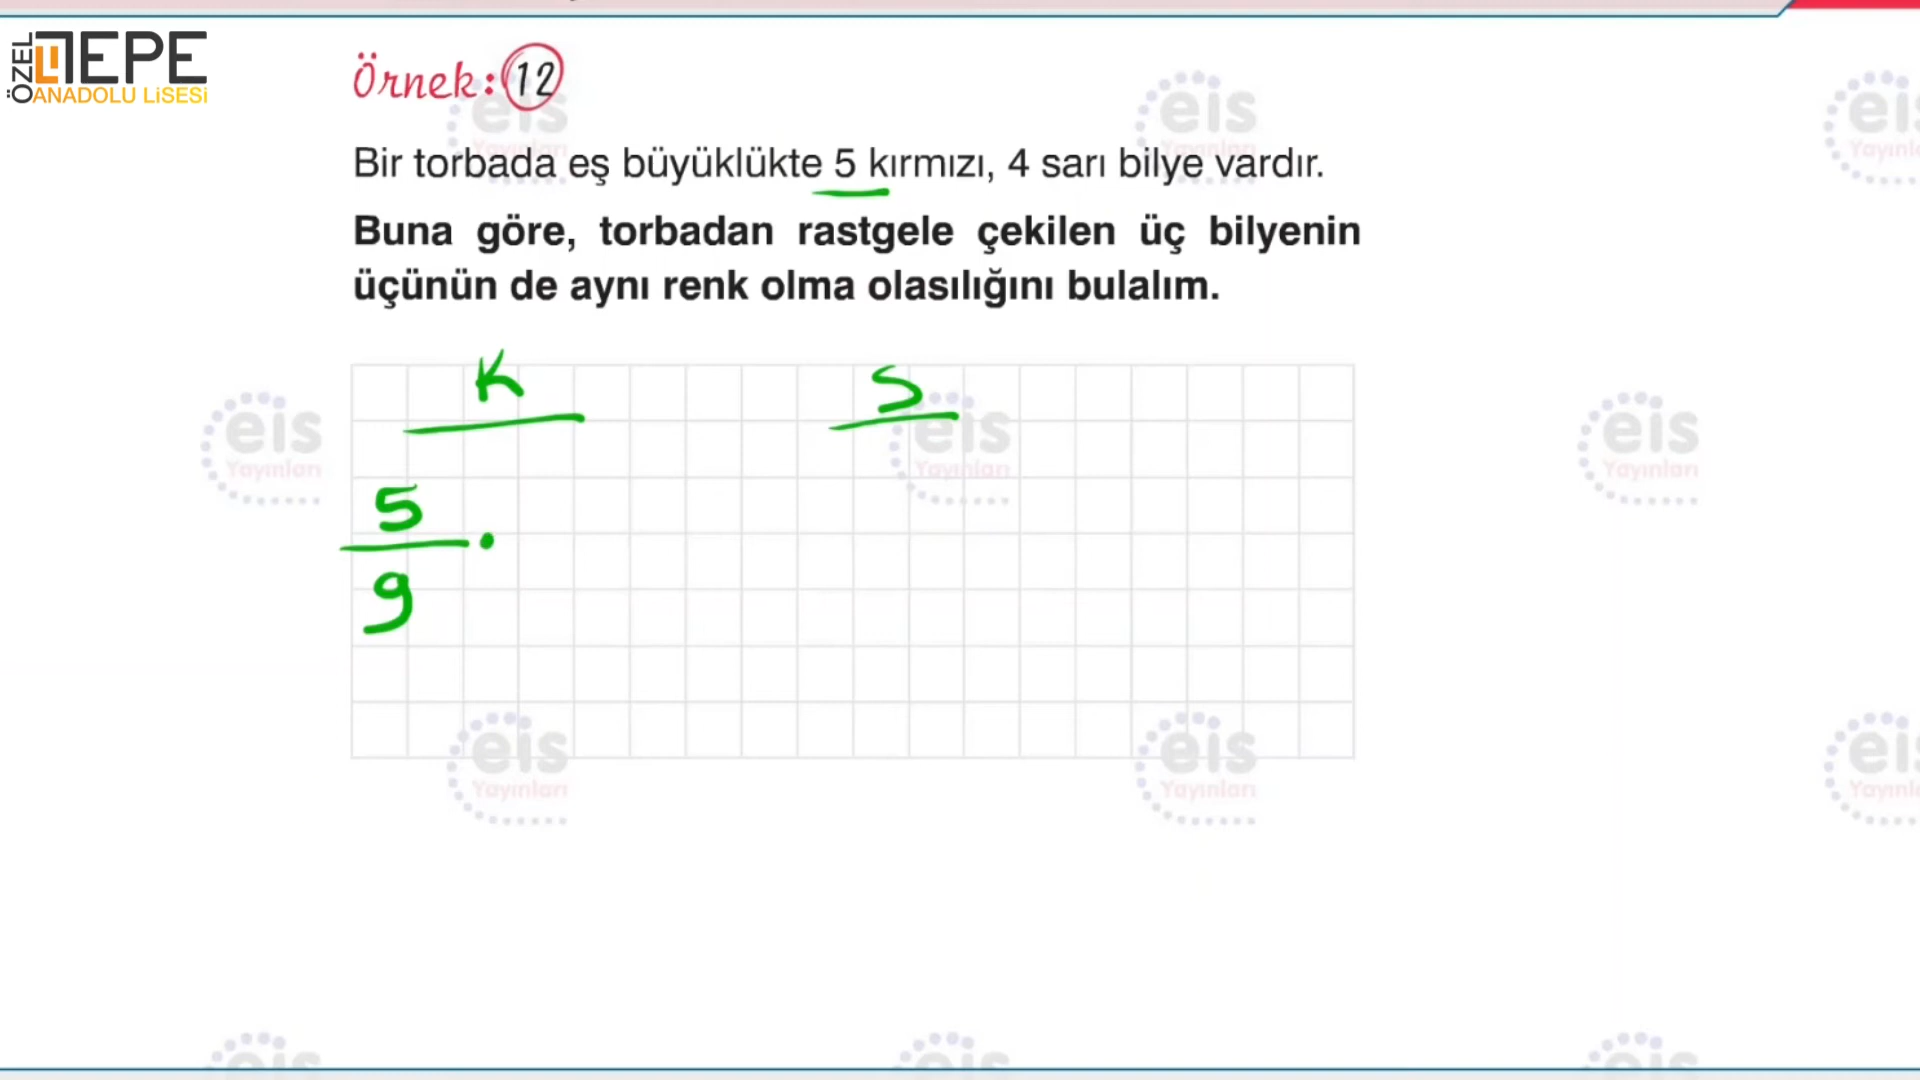 ÖZEL TEPE
ANADOLU LİSESİ
Örnek: 12
Bir torbada eş büyüklükte 5 kırmızı, 4 sarı bilye vardır.
Buna göre, torbadan rastgele çekilen üç bilyenin
üçünün de aynı renk olma olasılığını bulalım.
K S
5
9
.
eis
Yayınları